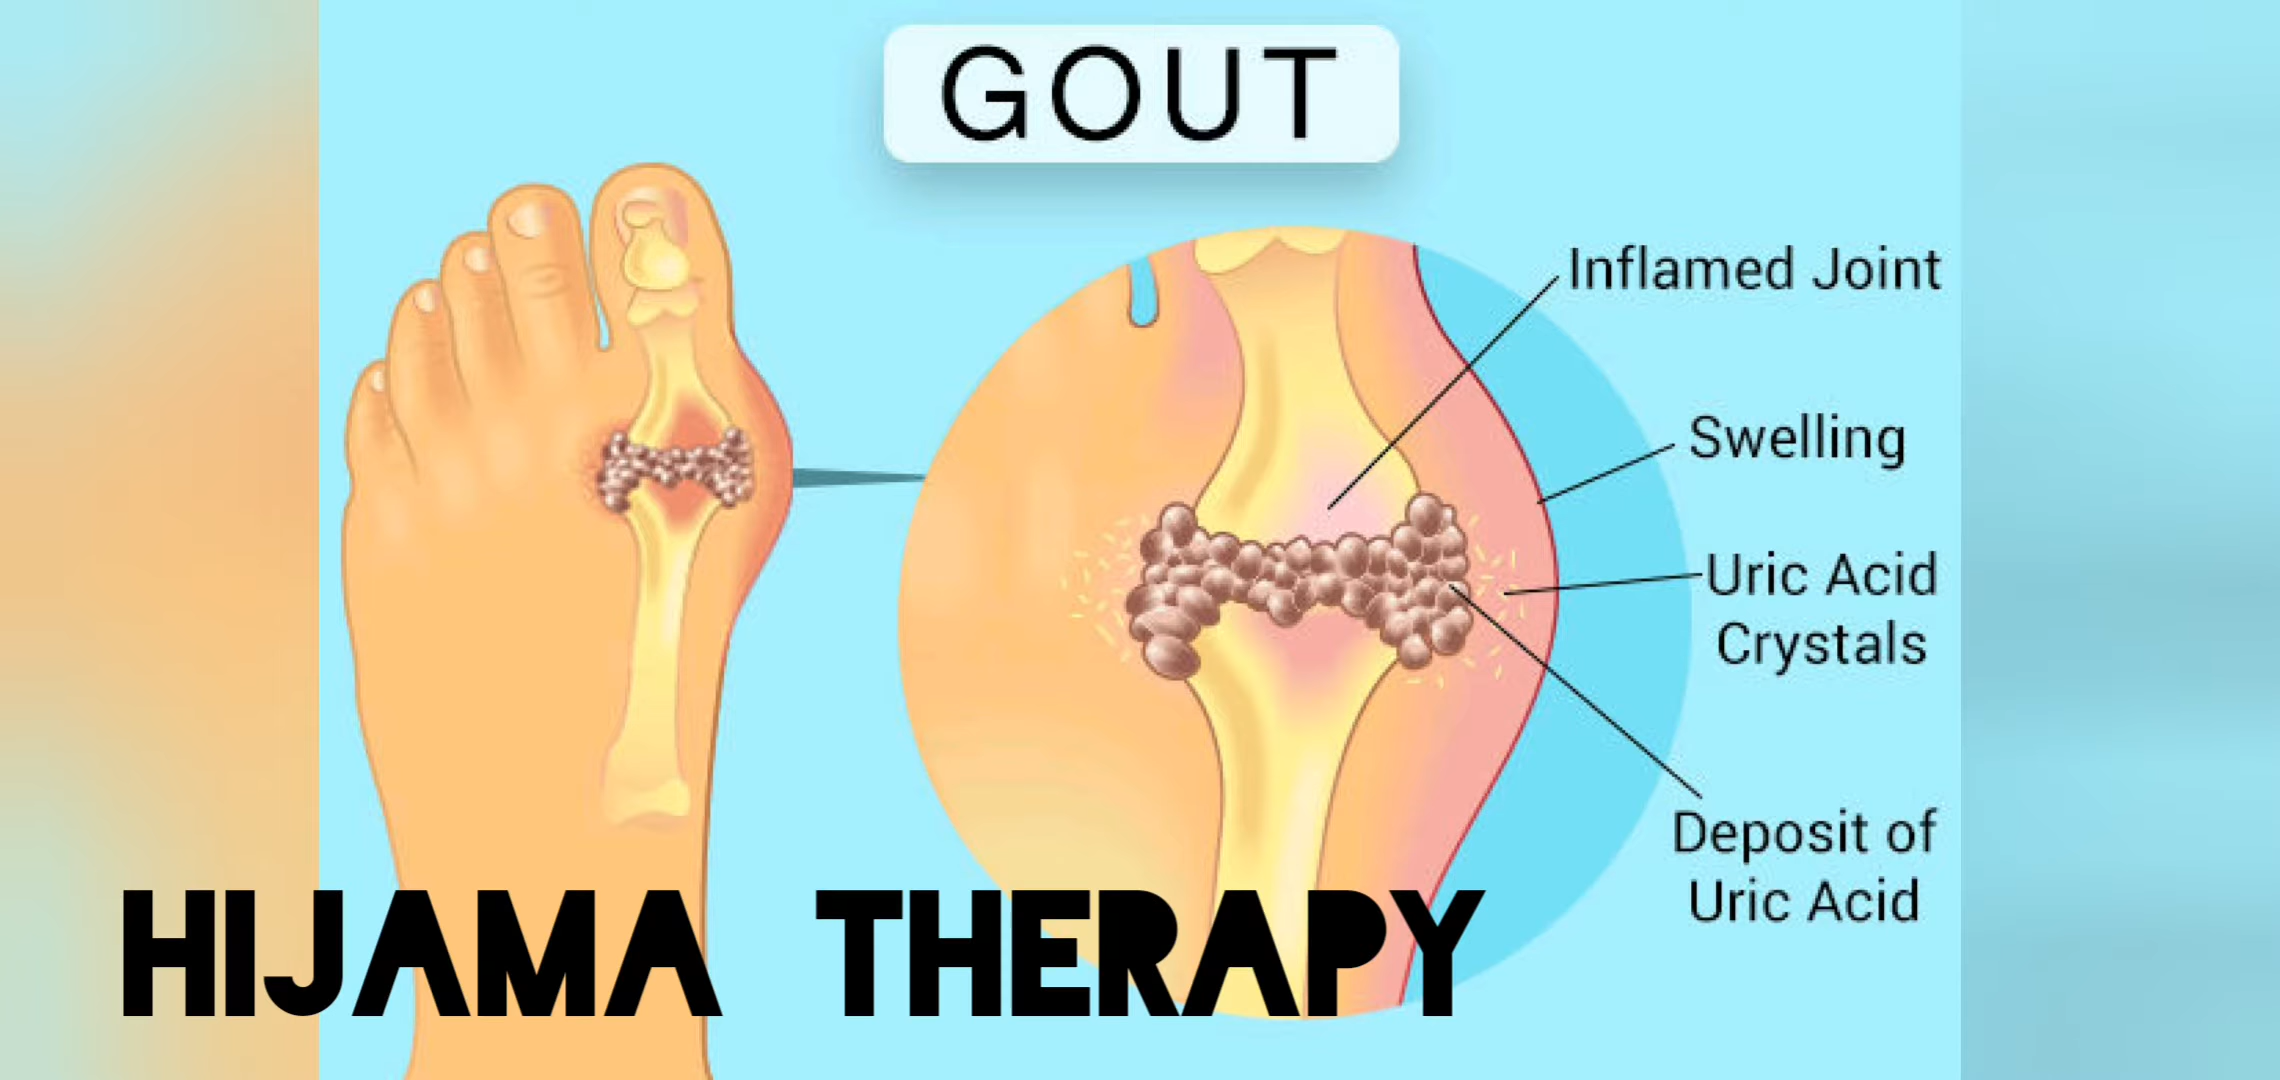 GOUT
Inflamed Joint
Swelling
Uric Acid
Crystals
Deposit of
Uric Acid
HIJAMA THERAPY